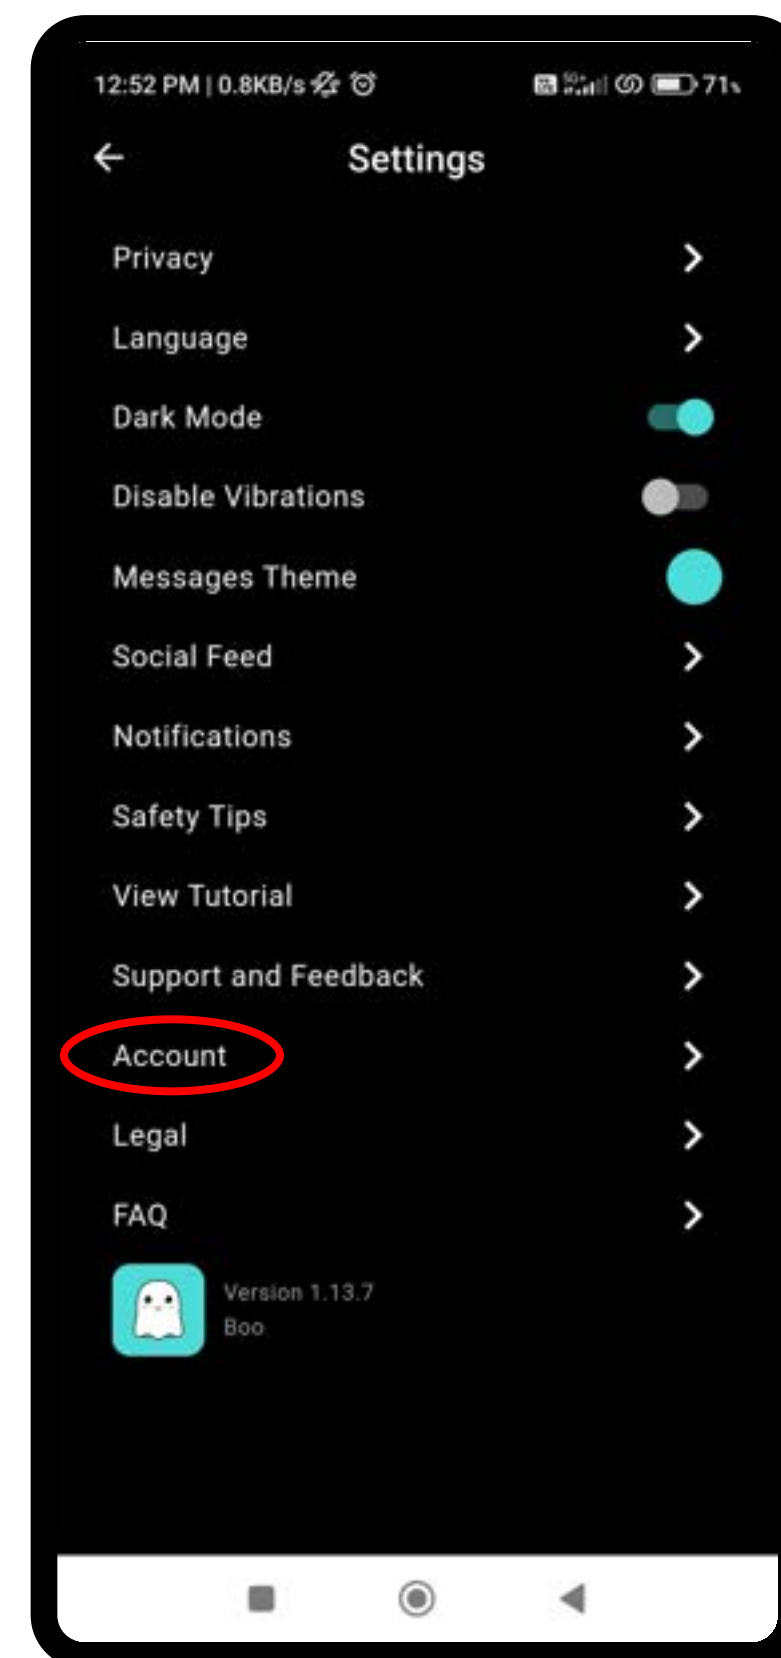 12:52 PM | 0.8KB/s 71%
Settings
Privacy
Language
Dark Mode
Disable Vibrations
Messages Theme
Social Feed
Notifications
Safety Tips
View Tutorial
Support and Feedback
Account
Legal
FAQ
Version 1.13.7
Boo